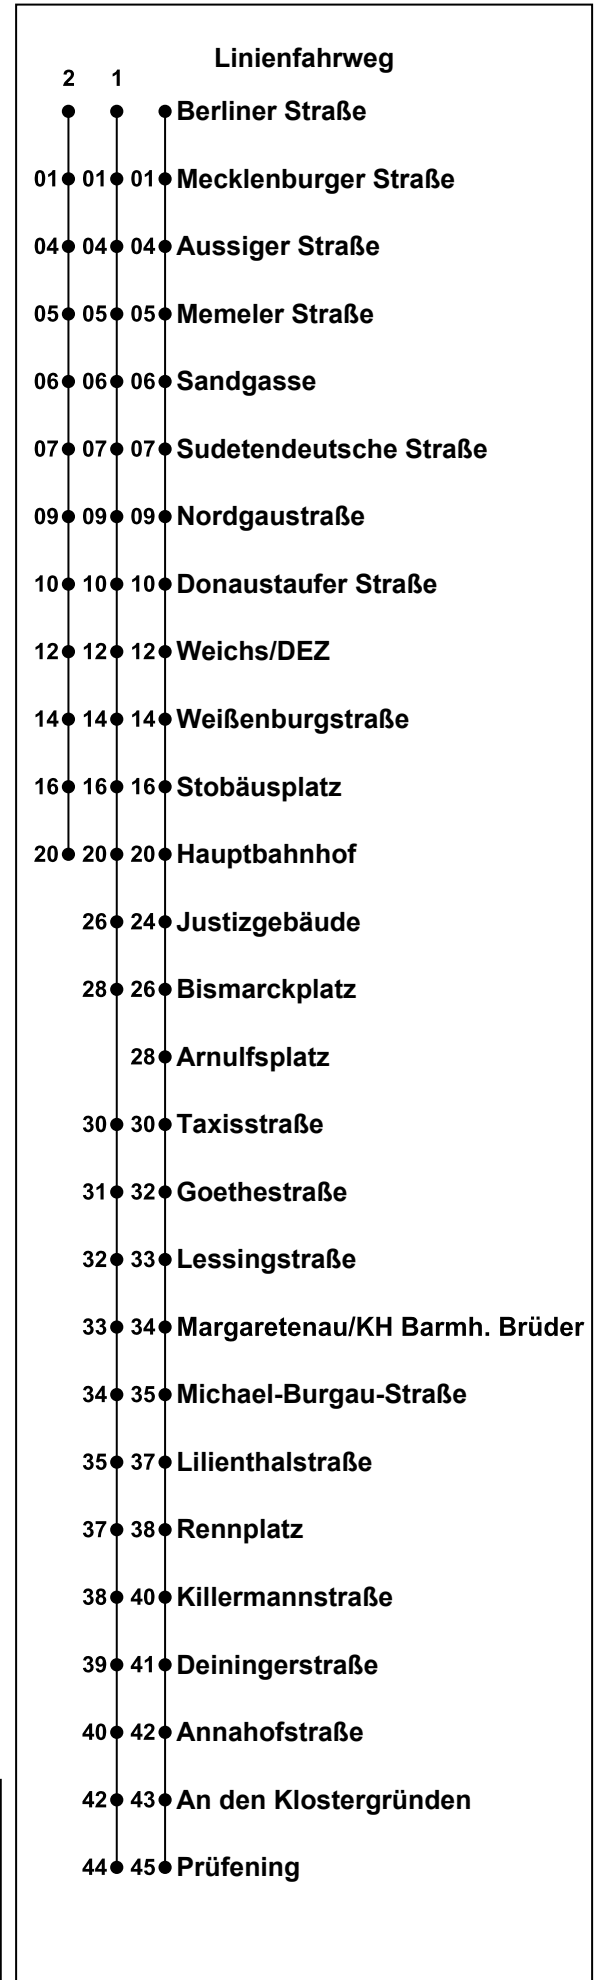 Linienfahrweg
2 1
Berliner Straße
01 01 01 Mecklenburger Straße
04 04 04 Aussiger Straße
05 05 05 Memeler Straße
06 06 06 Sandgasse
07 07 07 Sudetendeutsche Straße
09 09 09 Nordgaustraße
10 10 10 Donaustaufer Straße
12 12 12 Weichs/DEZ
14 14 14 Weißenburgstraße
16 16 16 Stobäusplatz
20 20 20 Hauptbahnhof
26 24 Justizgebäude
28 26 Bismarckplatz
28 Arnulfsplatz
30 30 Taxisstraße
31 32 Goethestraße
32 33 Lessingstraße
33 34 Margaretenau/KH Barmh. Brüder
34 35 Michael-Burgau-Straße
35 37 Lilienthalstraße
37 38 Rennplatz
38 40 Killermannstraße
39 41 Deiningerstraße
40 42 Annahofstraße
42 43 An den Klostergründen
44 45 Prüfening